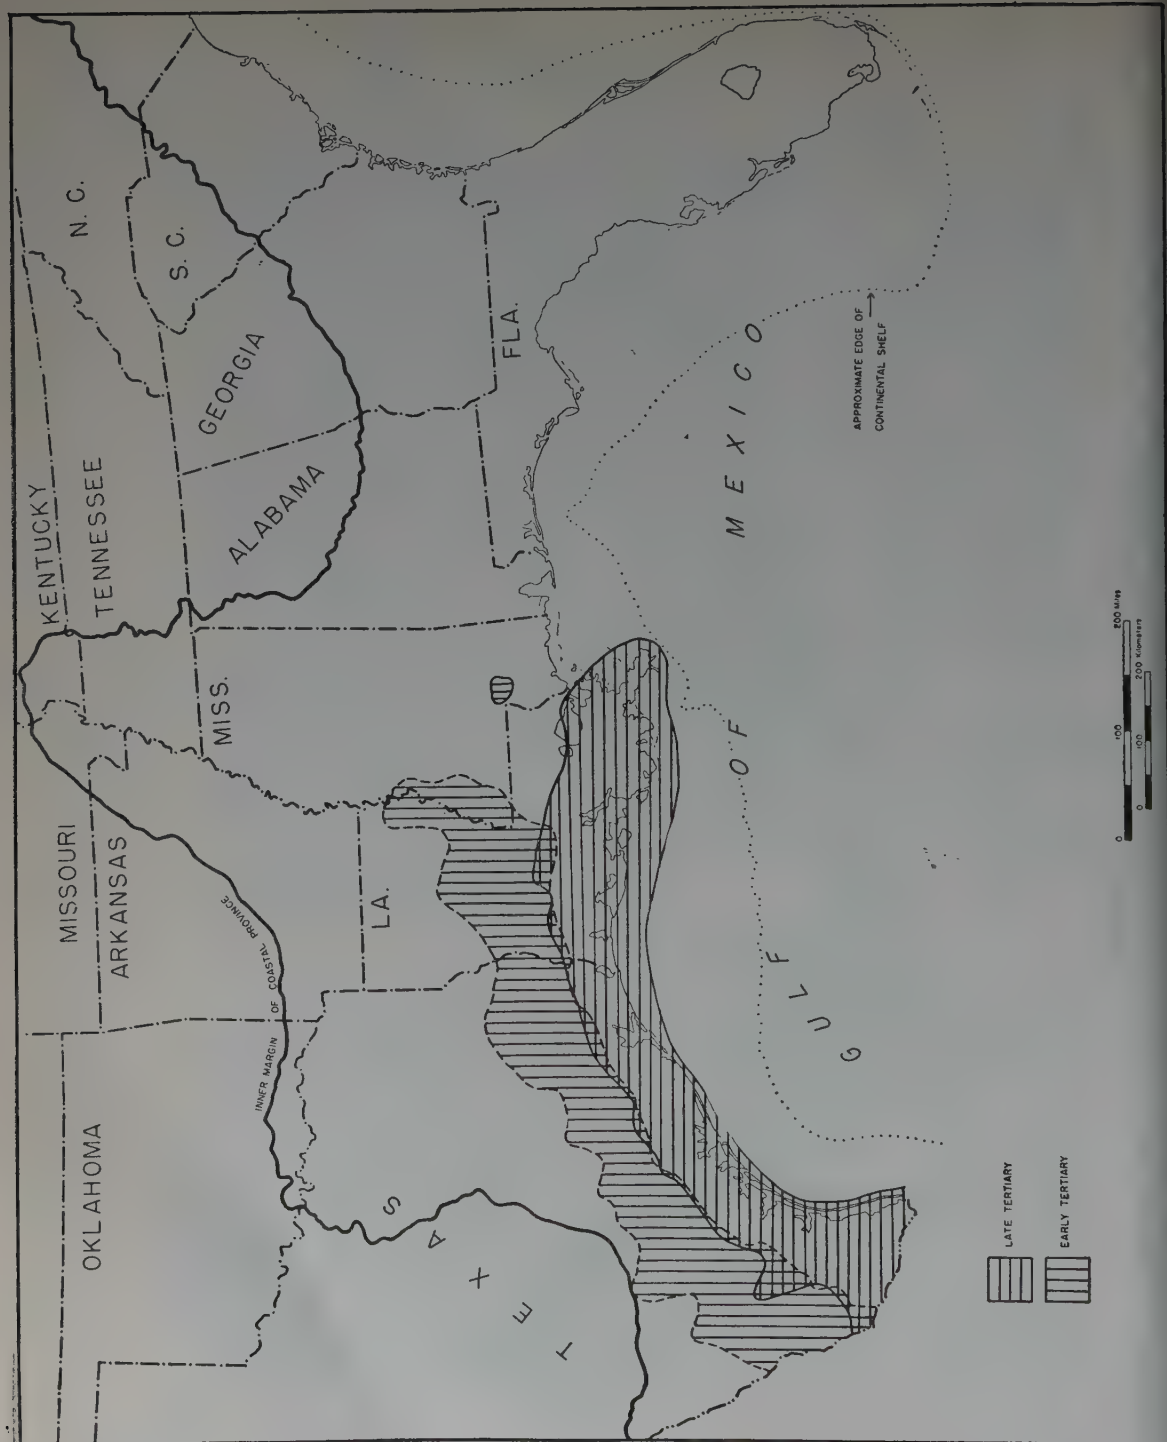 N. C.
S. C.
KENTUCKY
TENNESSEE
GEORGIA
ALABAMA
FLA.
MISSOURI
ARKANSAS
MISS.
LA.
OKLAHOMA
TEXAS
INNER MARGIN OF COASTAL PROVINCE
GULF OF MEXICO
APPROXIMATE EDGE OF
CONTINENTAL SHELF
0 100 200 Miles
0 100 200 Kilometers
LATE TERTIARY
EARLY TERTIARY